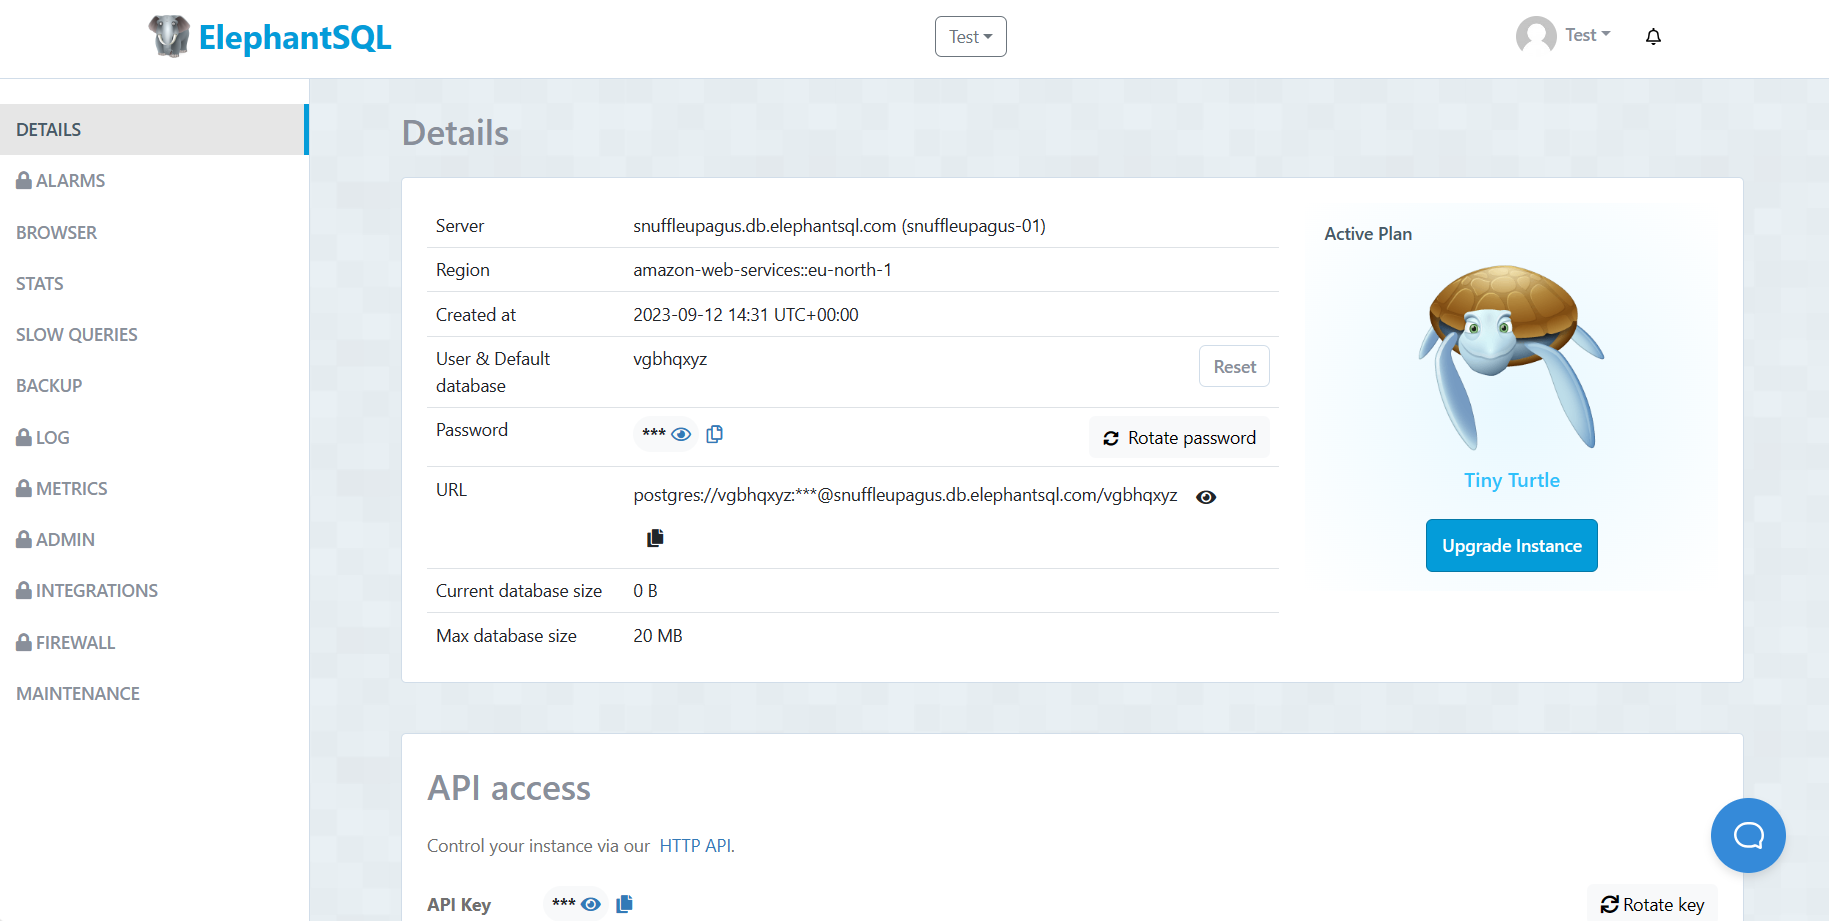 ElephantSQL
Test
Test
DETAILS
ALARMS
BROWSER
STATS
SLOW QUERIES
BACKUP
LOG
METRICS
ADMIN
INTEGRATIONS
FIREWALL
MAINTENANCE
Details
Server snuffleupagus.db.elephantsql.com (snuffleupagus-01)
Region amazon-web-services::eu-north-1
Created at 2023-09-12 14:31 UTC+00:00
User & Default vgbhqxyz Reset
database
Password *** Rotate password
URL postgres://vgbhqxyz:***@snuffleupagus.db.elephantsql.com/vgbhqxyz
Current database size 0 B
Max database size 20 MB
Active Plan
Tiny Turtle
Upgrade Instance
API access
Control your instance via our HTTP API.
API Key *** Rotate key